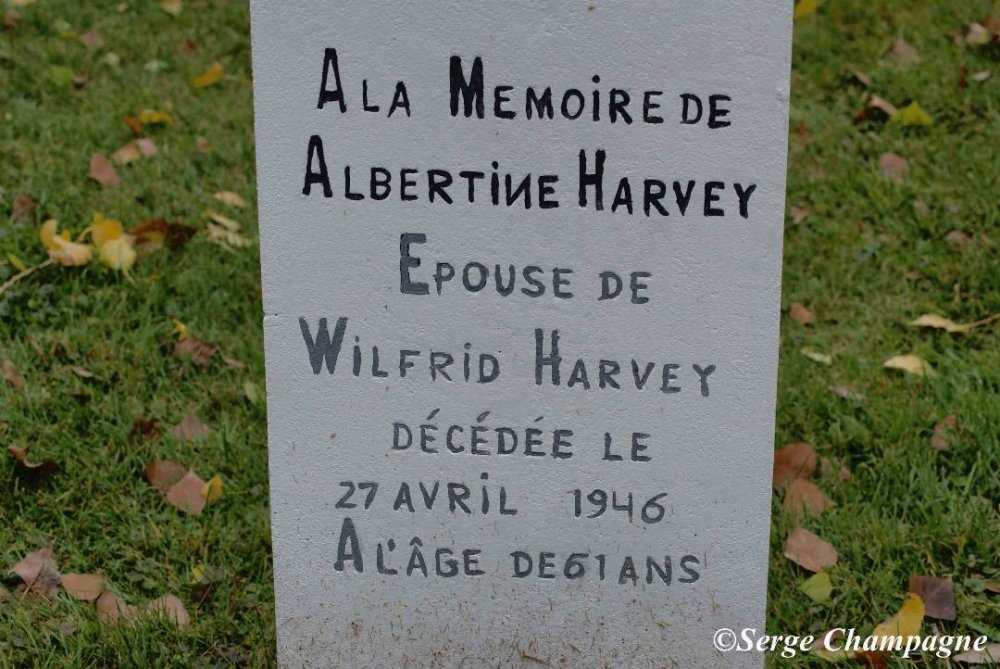 A LA MEMOIRE DE
ALBERTINE HARVEY
EPOUSE DE
WILFRID HARVEY
DÉCÉDÉE LE
27 AVRIL 1946
A L'ÂGE DE 61 ANS
©Serge Champagne